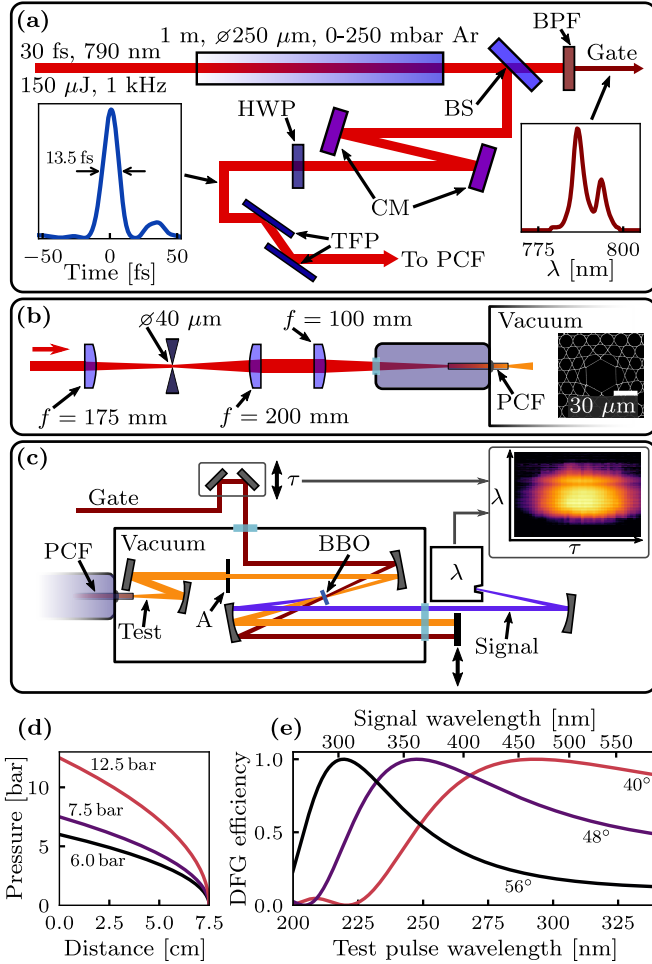 (a)
1 m, ⌀250 μm, 0-250 mbar Ar
BPF
30 fs, 790 nm
Gate
150 μJ, 1 kHz
BS
HWP
13.5 fs
CM
TFP
To PCF
−50 0 50
Time [fs]
775 800
λ [nm]
(b)
⌀40 μm
f = 100 mm
Vacuum
PCF
30 μm
f = 175 mm
f = 200 mm
(c)
Gate
τ
λ
τ
PCF
Vacuum
BBO
λ
Test
A
Signal
(d)
12.5 bar
7.5 bar
6.0 bar
Pressure [bar]
0
5
10
0.0 2.5 5.0 7.5
Distance [cm]
(e)
Signal wavelength [nm]
300 350 400 450 500 550
DFG efficiency
0.0
0.5
1.0
40°
48°
56°
200 225 250 275 300 325
Test pulse wavelength [nm]